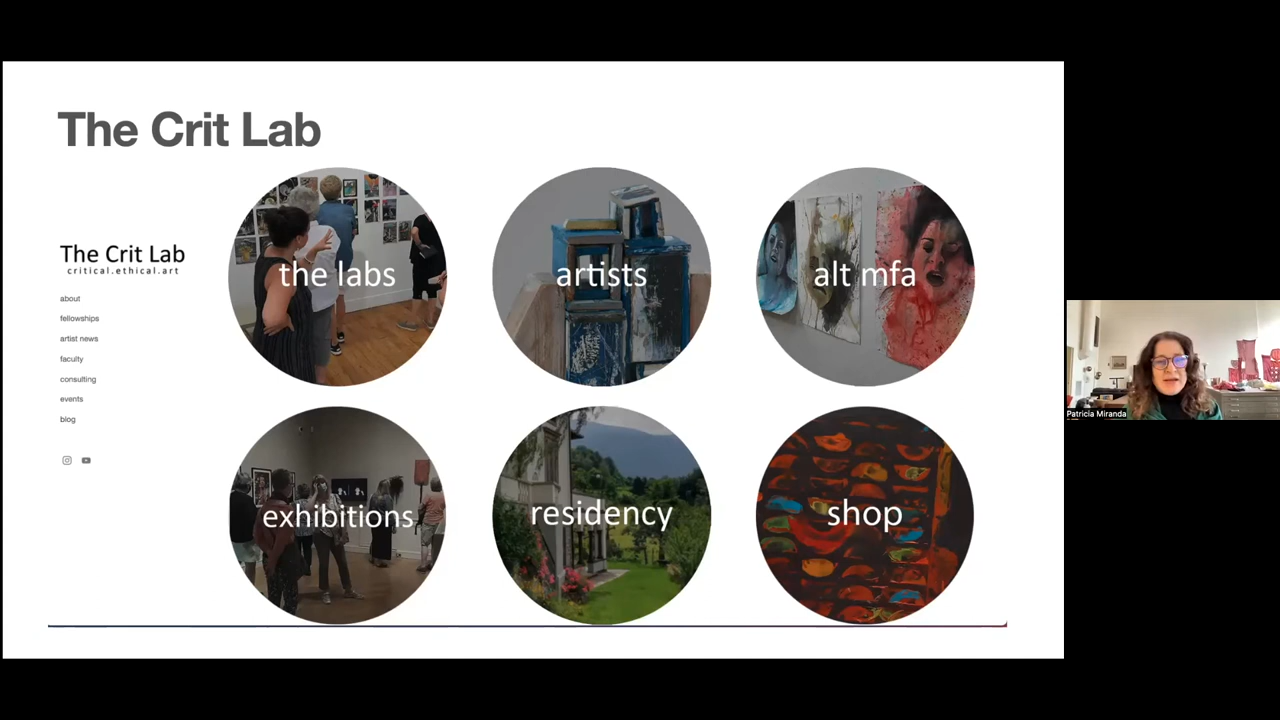 The Crit Lab
The Crit Lab
critical.ethical.art
about
fellowships
artist news
faculty
consulting
events
blog
the labs
artists
alt mfa
exhibitions
residency
shop
Patricia Miranda